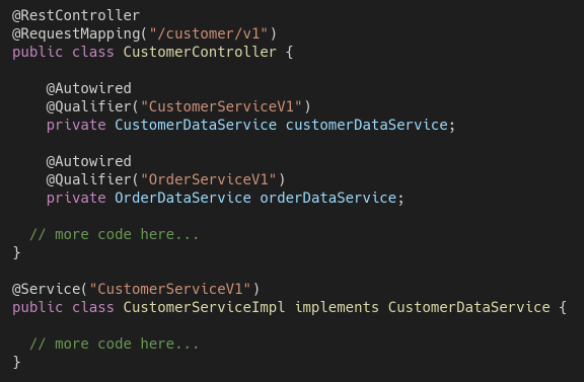 @RestController
@RequestMapping("/customer/v1")
public class CustomerController {
@Autowired
@Qualifier("CustomerServiceV1")
private CustomerDataService customerDataService;
@Autowired
@Qualifier("OrderServiceV1")
private OrderDataService orderDataService;
// more code here...
}
@Service("CustomerServiceV1")
public class CustomerServiceImpl implements CustomerDataService {
// more code here...
}